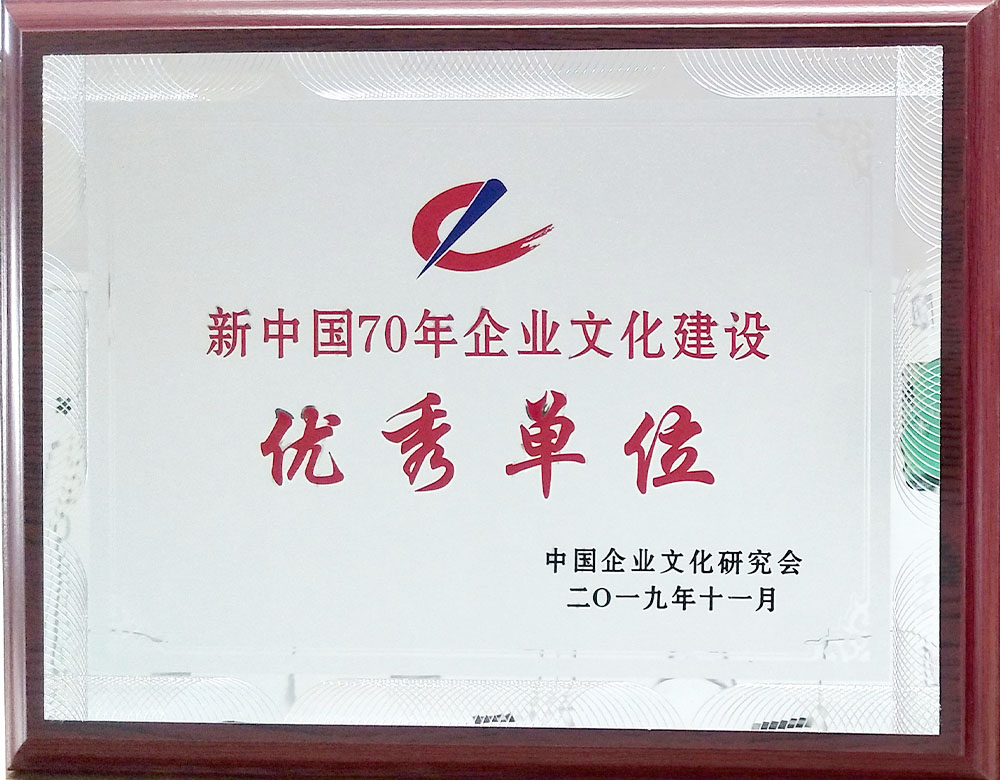 新中国70年企业文化建设
优秀单位
中国企业文化研究会
二O一九年十一月